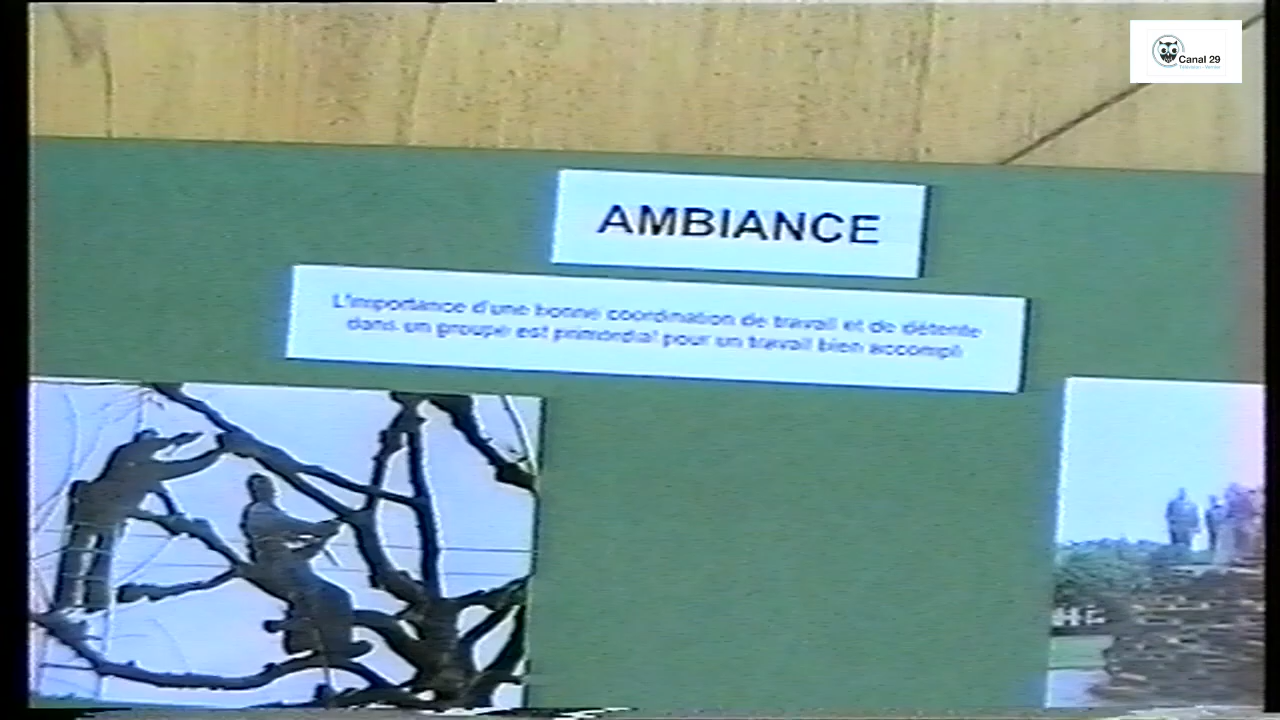 Canal 29
AMBIANCE
L'importance d'une bonne coordination de travail et de détente
dans un groupe est primordial pour un travail bien accompli